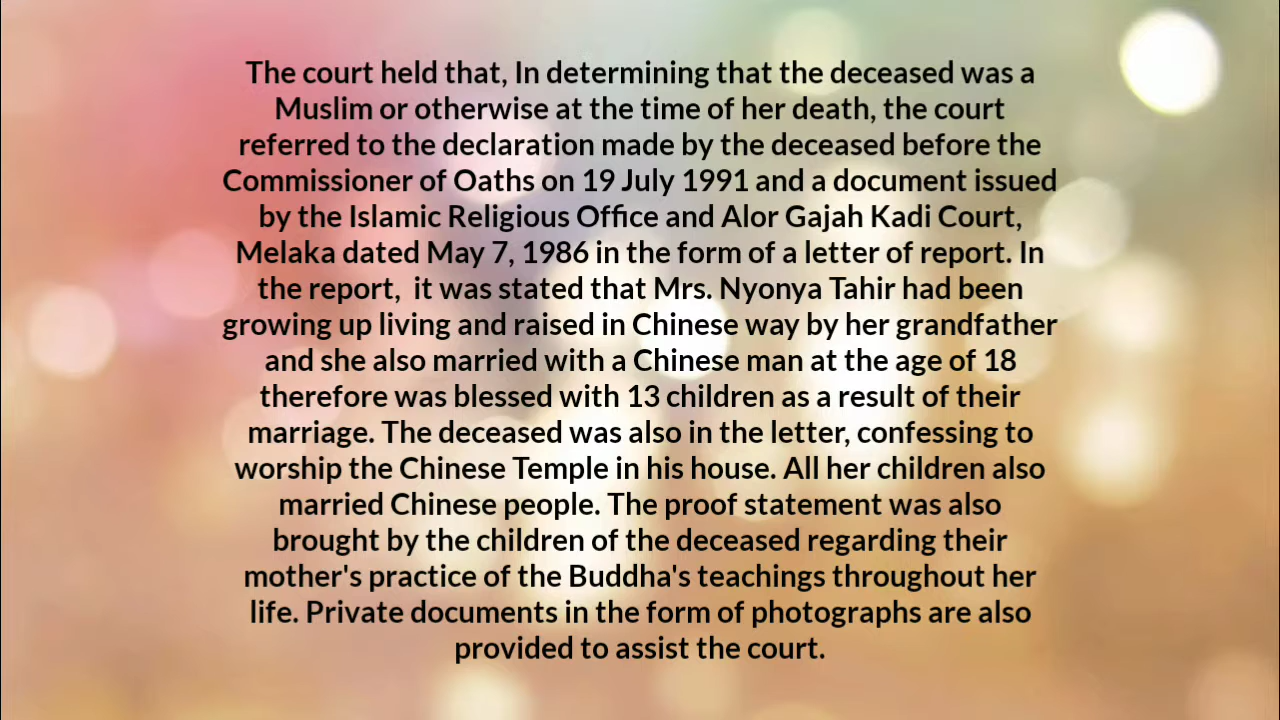 The court held that, In determining that the deceased was a
Muslim or otherwise at the time of her death, the court
referred to the declaration made by the deceased before the
Commissioner of Oaths on 19 July 1991 and a document issued
by the Islamic Religious Office and Alor Gajah Kadi Court,
Melaka dated May 7, 1986 in the form of a letter of report. In
the report,  it was stated that Mrs. Nyonya Tahir had been
growing up living and raised in Chinese way by her grandfather
and she also married with a Chinese man at the age of 18
therefore was blessed with 13 children as a result of their
marriage. The deceased was also in the letter, confessing to
worship the Chinese Temple in his house. All her children also
married Chinese people. The proof statement was also
brought by the children of the deceased regarding their
mother's practice of the Buddha's teachings throughout her
life. Private documents in the form of photographs are also
provided to assist the court.